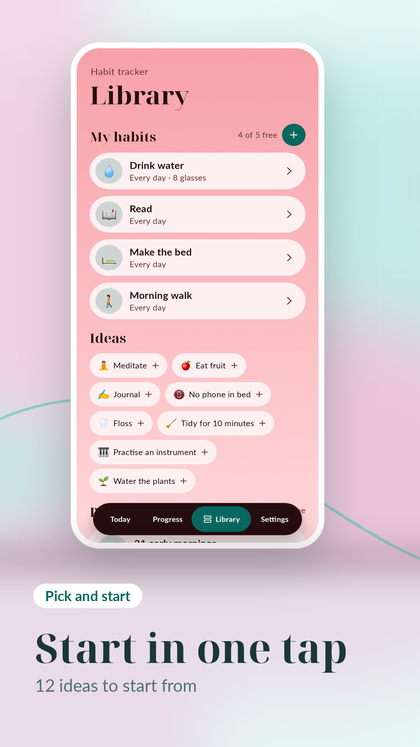 Habit tracker
Library
My habits
4 of 5 free
Drink water
Every day · 8 glasses
Read
Every day
Make the bed
Every day
Morning walk
Every day
Ideas
Meditate +
Eat fruit +
Journal +
No phone in bed +
Floss +
Tidy for 10 minutes +
Practise an instrument +
Water the plants +
Today
Progress
Library
Settings
21 early mornings
Pick and start
Start in one tap
12 ideas to start from